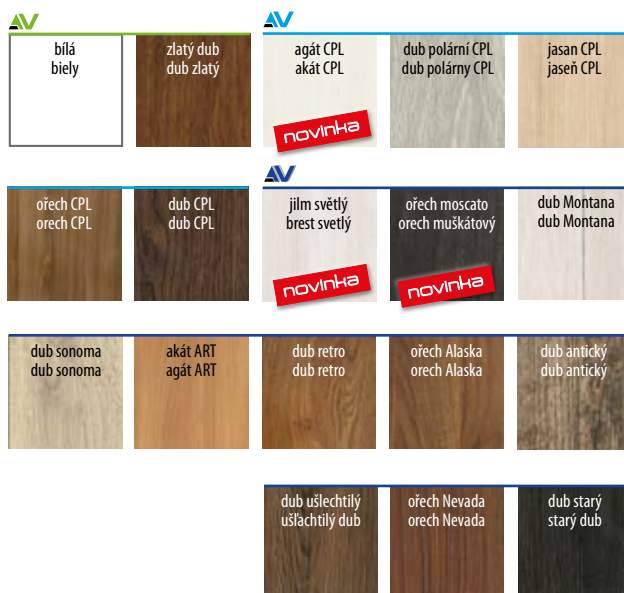 AV
bílá
biely
zlatý dub
dub zlatý
AV
agát CPL
akát CPL
novinka
dub polární CPL
dub polárny CPL
jasan CPL
jaseň CPL
ořech CPL
orech CPL
dub CPL
dub CPL
AV
jilm světlý
brest svetlý
novinka
ořech moscato
orech muškátový
novinka
dub Montana
dub Montana
dub sonoma
dub sonoma
akát ART
agát ART
dub retro
dub retro
ořech Alaska
orech Alaska
dub antický
dub antický
dub ušlechtilý
ušľachtilý dub
ořech Nevada
orech Nevada
dub starý
starý dub